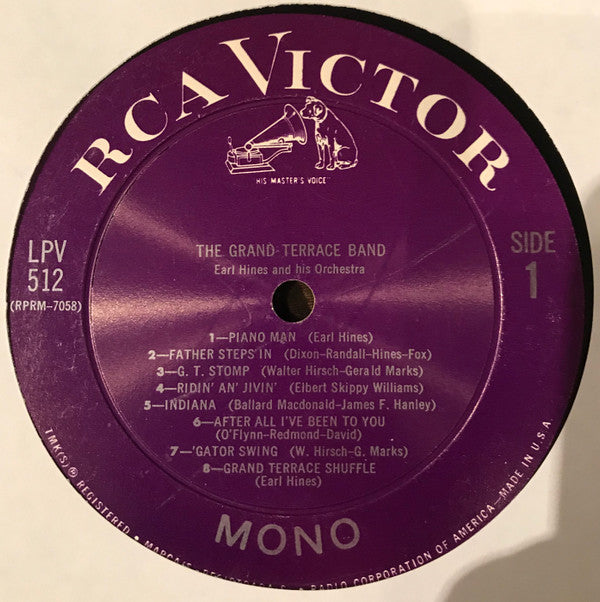 RCA VICTOR
"HIS MASTER'S VOICE"
LPV
512
(RPRM-7058)
SIDE
1
THE GRAND TERRACE BAND
Earl Hines and his Orchestra
1—PIANO MAN (Earl Hines)
2—FATHER STEPS IN (Dixon-Randall-Hines-Fox)
3—G. T. STOMP (Walter Hirsch-Gerald Marks)
4—RIDIN' AN' JIVIN' (Elbert Skippy Williams)
5—INDIANA (Ballard Macdonald-James F. Hanley)
6—AFTER ALL I'VE BEEN TO YOU
(O'Flynn-Redmond-David)
7—'GATOR SWING (W. Hirsch-G. Marks)
8—GRAND TERRACE SHUFFLE
(Earl Hines)
MONO
TMK(S) ® REGISTERED • RADIO CORPORATION OF AMERICA—MADE IN U.S.A.